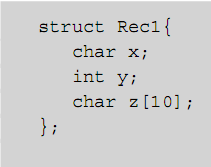 struct Rec1{
    char x;
    int y;
    char z[10];
};